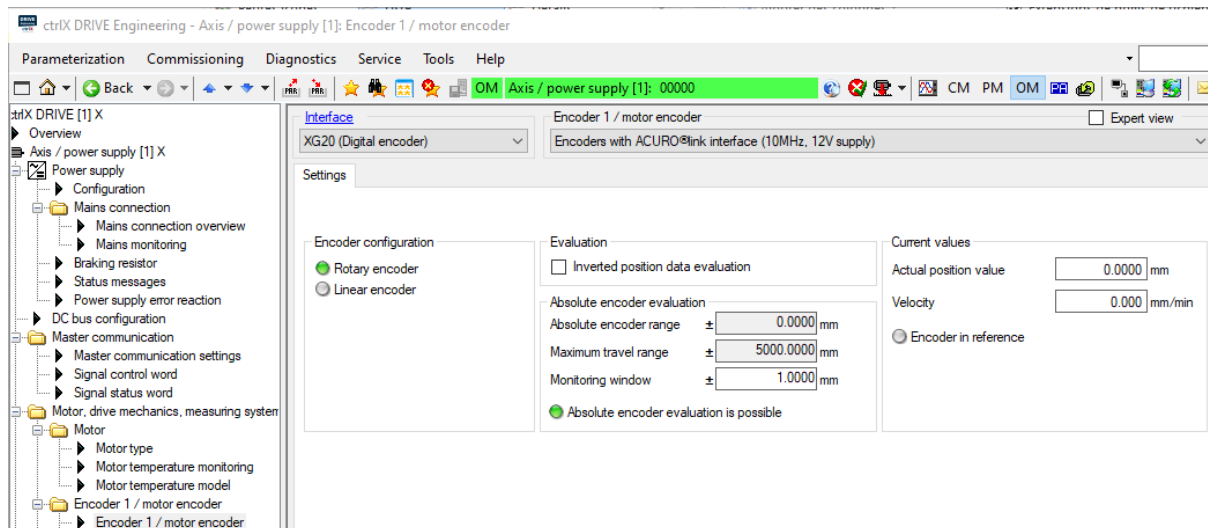 ctrlX DRIVE Engineering - Axis / power supply [1]: Encoder 1 / motor encoder
Parameterization Commissioning Diagnostics Service Tools Help
Back OM Axis / power supply [1]: 00000 CM PM OM
trlX DRIVE [1] X
Overview
Axis / power supply [1] X
Power supply
Configuration
Mains connection
Mains connection overview
Mains monitoring
Braking resistor
Status messages
Power supply error reaction
DC bus configuration
Master communication
Master communication settings
Signal control word
Signal status word
Motor, drive mechanics, measuring system
Motor
Motor type
Motor temperature monitoring
Motor temperature model
Encoder 1 / motor encoder
Encoder 1 / motor encoder
Interface
XG20 (Digital encoder)
Encoder 1 / motor encoder
Expert view
Encoders with ACURO®link interface (10MHz, 12V supply)
Settings
Encoder configuration
Rotary encoder
Linear encoder
Evaluation
Inverted position data evaluation
Absolute encoder evaluation
Absolute encoder range ± 0.0000 mm
Maximum travel range ± 5000.0000 mm
Monitoring window ± 1.0000 mm
Absolute encoder evaluation is possible
Current values
Actual position value 0.0000 mm
Velocity 0.000 mm/min
Encoder in reference